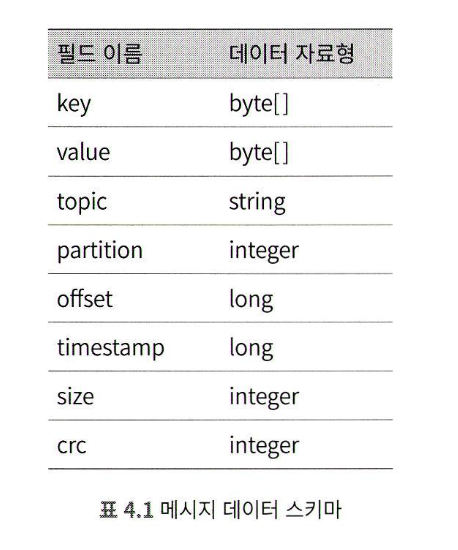 필드 이름 데이터 자료형
key byte[]
value byte[]
topic string
partition integer
offset long
timestamp long
size integer
crc integer
표 4.1 메시지 데이터 스키마